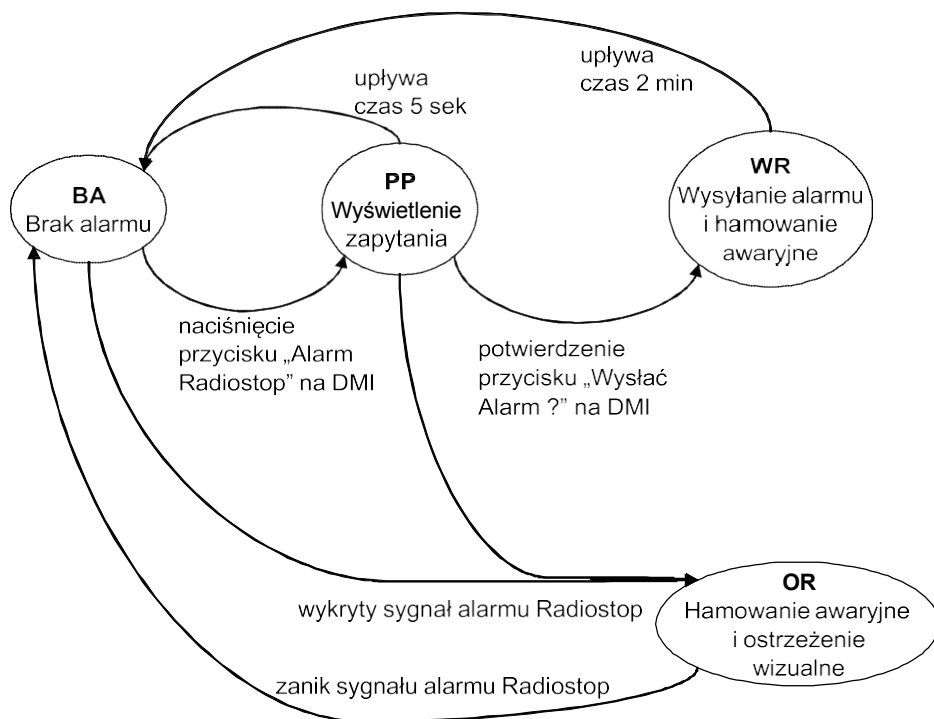 upływa
czas 2 min
upływa
czas 5 sek
BA
Brak alarmu
PP
Wyświetlenie
zapytania
WR
Wysyłanie alarmu
i hamowanie
awaryjne
naciśnięcie
przycisku „Alarm
Radiostop” na DMI
potwierdzenie
przycisku „Wysłać
Alarm ?” na DMI
OR
Hamowanie awaryjne
i ostrzeżenie
wizualne
wykryty sygnał alarmu Radiostop
zanik sygnału alarmu Radiostop